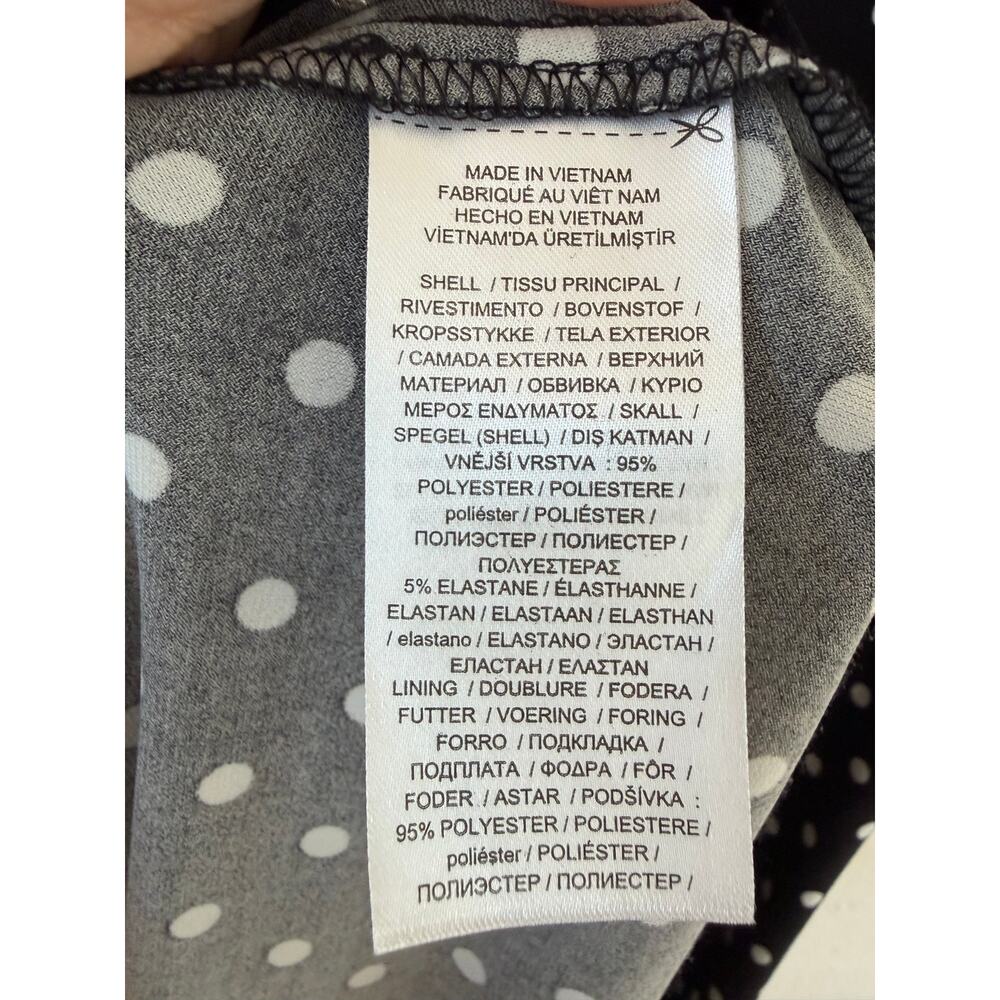 MADE IN VIETNAM
FABRIQUÉ AU VIÊT NAM
HECHO EN VIETNAM
VİETNAM'DA ÜRETİLMİŞTİR
SHELL / TISSU PRINCIPAL /
RIVESTIMENTO / BOVENSTOF /
KROPSSTYKKE / TELA EXTERIOR
/ CAMADA EXTERNA / ВЕРХНИЙ
МАТЕРИАЛ / ОБВИВКА / ΚΥΡΙΟ
ΜΕΡΟΣ ΕΝΔΥΜΑΤΟΣ / SKALL /
SPEGEL (SHELL) / DIŞ KATMAN /
VNĚJŠÍ VRSTVA : 95%
POLYESTER / POLIESTERE /
poliéster / POLIÉSTER /
ПОЛИЭСТЕР / ПОЛИЕСТЕР /
ΠΟΛΥΕΣΤΕΡΑΣ
5% ELASTANE / ÉLASTHANNE /
ELASTAN / ELASTAAN / ELASTHAN
/ elastano / ELASTANO / ЭЛАСТАН /
ЕЛАСТАН / ΕΛΑΣΤΑΝ
LINING / DOUBLURE / FODERA /
FUTTER / VOERING / FORING /
FORRO / ПОДКЛАДКА /
ПОДПЛАТА / ΦΟΔΡΑ / FÔR /
FODER / ASTAR / PODŠÍVKA :
95% POLYESTER / POLIESTERE /
poliéster / POLIÉSTER /
ПОЛИЭСТЕР / ПОЛИЕСТЕР /